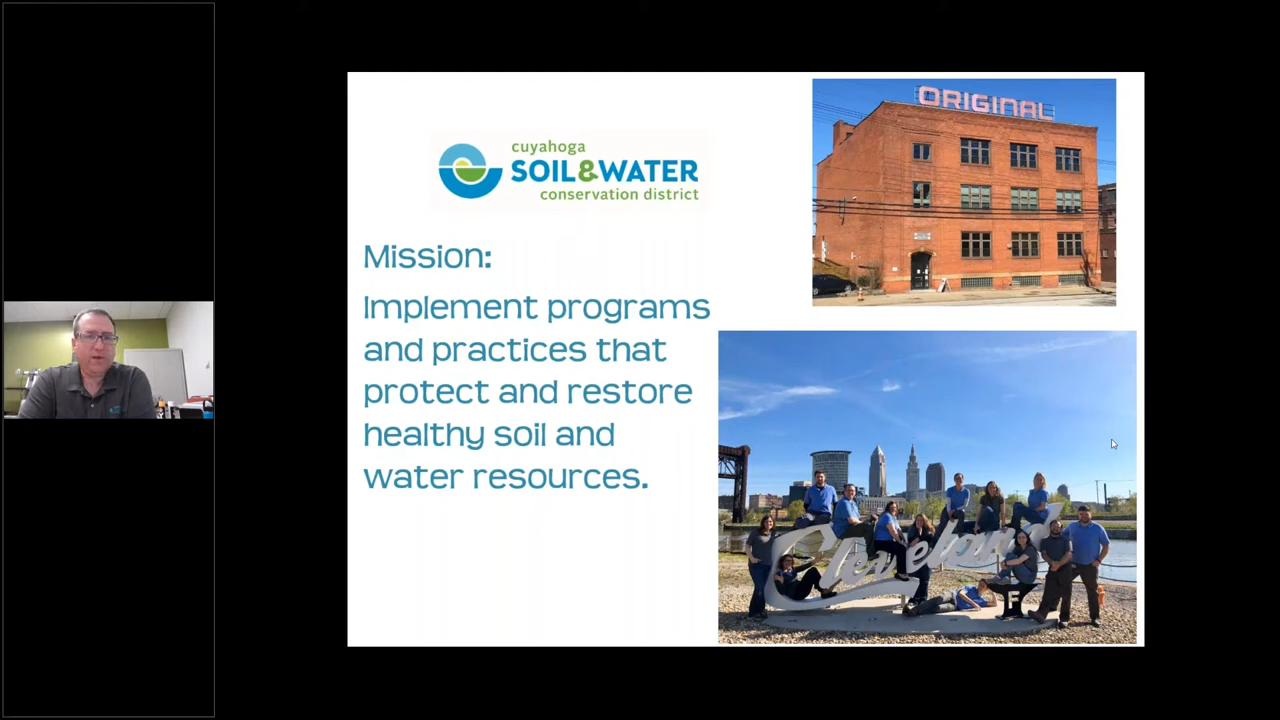 cuyahoga
SOIL&WATER
conservation district
Mission:
Implement programs
and practices that
protect and restore
healthy soil and
water resources.
ORIGINAL
Cleveland
F